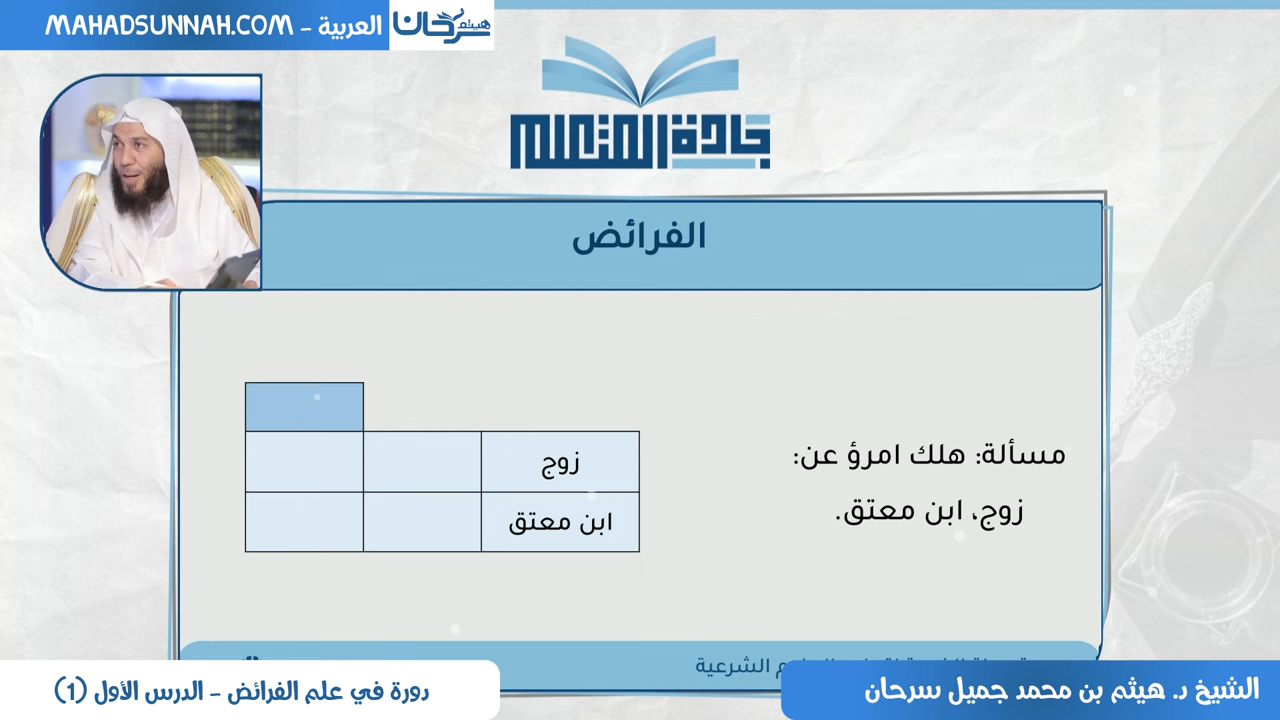 العربية - MAHADSUNNAH.COM
هيثم سرحان
جادة المتعلم
الفرائض
مسألة: هلك امرؤ عن:
زوج، ابن معتق.
زوج
ابن معتق
الشرعية
الشيخ د. هيثم بن محمد جميل سرحان
دورة في علم الفرائض - الدرس الأول (1)